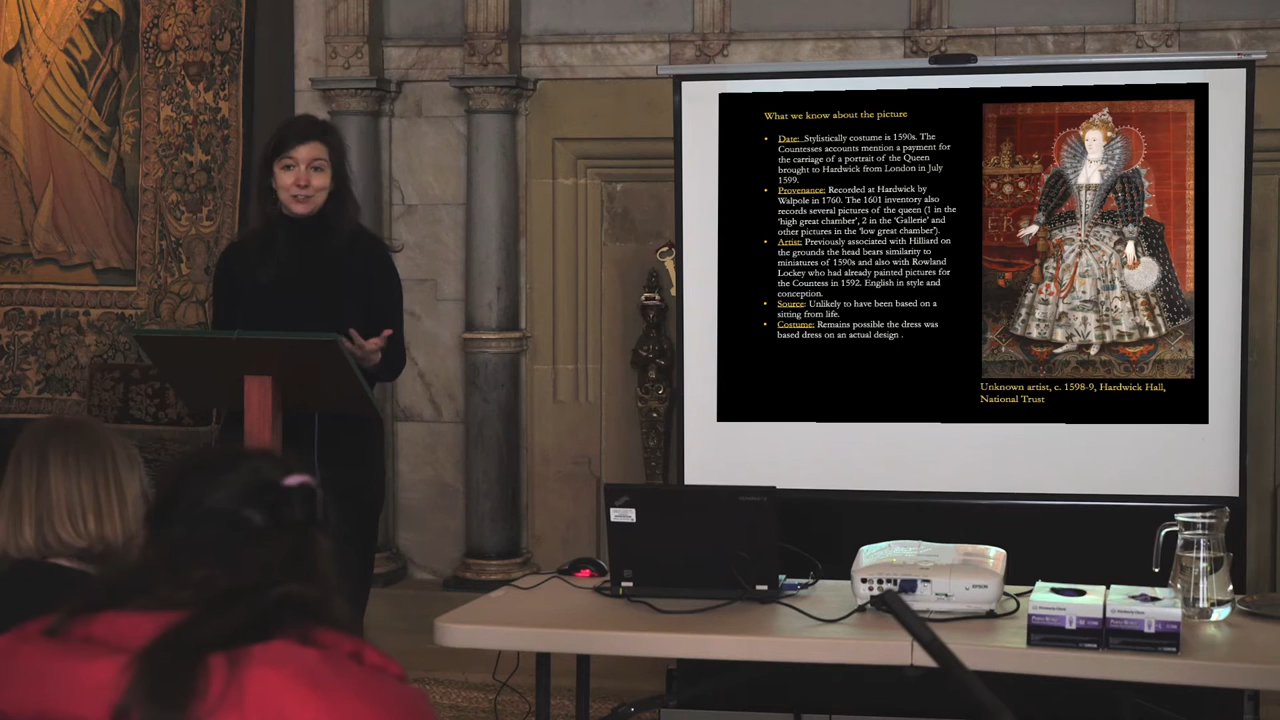 What we know about the picture
• Date: Stylistically costume is 1590s. The
Countesses accounts mention a payment for
the carriage of a portrait of the Queen
brought to Hardwick from London in July
1599.
• Provenance: Recorded at Hardwick by
Walpole in 1760. The 1601 inventory also
records several pictures of the queen (1 in the
'high great chamber', 2 in the 'Gallerie' and
other pictures in the 'low great chamber').
• Artist: Previously associated with Hilliard on
the grounds the head bears similarity to
miniatures of 1590s and also with Rowland
Lockey who had already painted pictures for
the Countess in 1592. English in style and
conception.
• Source: Unlikely to have been based on a
sitting from life.
• Costume: Remains possible the dress was
based dress on an actual design .
Unknown artist, c. 1598-9, Hardwick Hall,
National Trust
EPSON